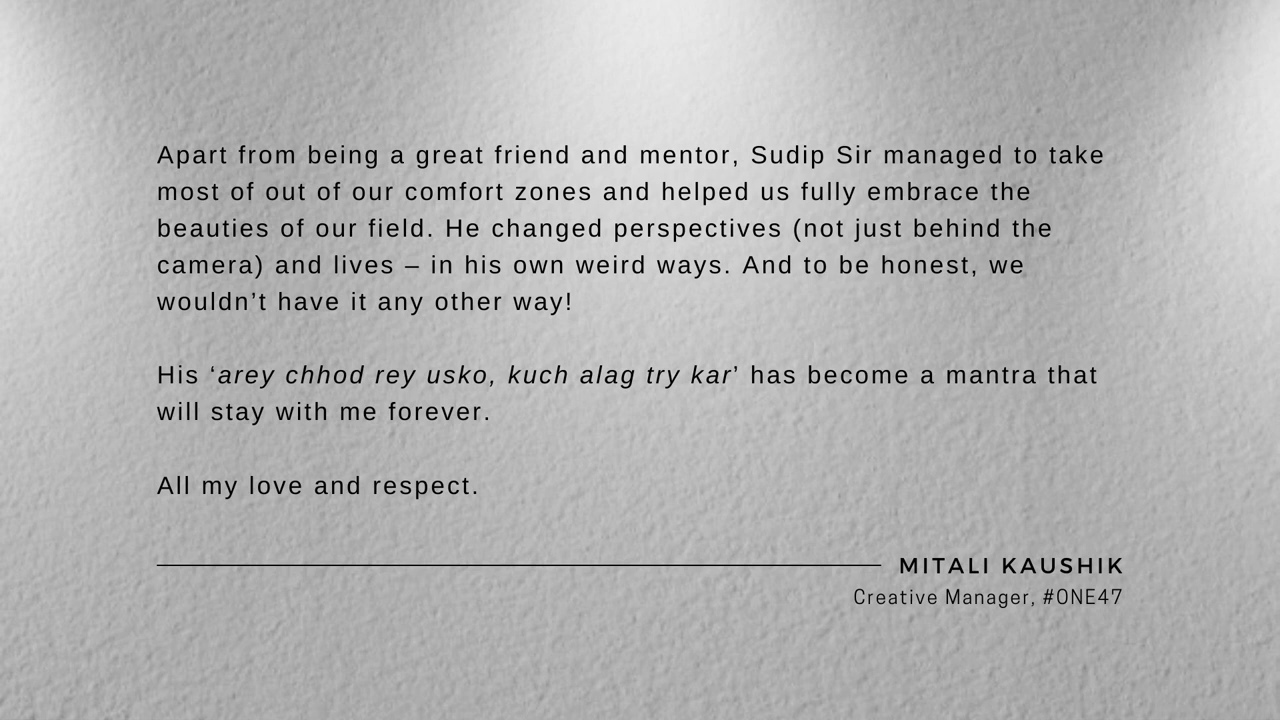 Apart from being a great friend and mentor, Sudip Sir managed to take
most of out of our comfort zones and helped us fully embrace the
beauties of our field. He changed perspectives (not just behind the
camera) and lives – in his own weird ways. And to be honest, we
wouldn’t have it any other way!
His ‘arey chhod rey usko, kuch alag try kar’ has become a mantra that
will stay with me forever.
All my love and respect.
MITALI KAUSHIK
Creative Manager, #ONE47